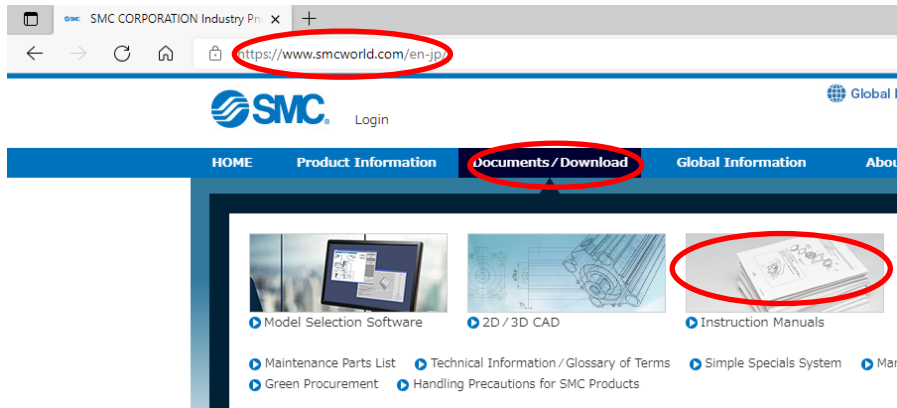 SMC CORPORATION Industry Pn
https://www.smcworld.com/en-jp/
SMC. Login
Global
HOME Product Information Documents/Download Global Information Abou
Model Selection Software 2D/3D CAD Instruction Manuals
Maintenance Parts List Technical Information/Glossary of Terms Simple Specials System Mar
Green Procurement Handling Precautions for SMC Products